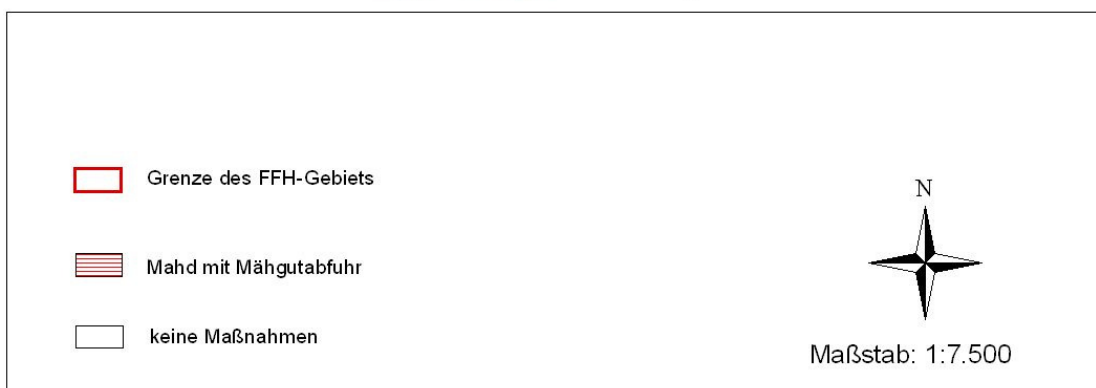 Grenze des FFH-Gebiets
Mahd mit Mähgutabfuhr
keine Maßnahmen
N
Maßstab: 1:7.500